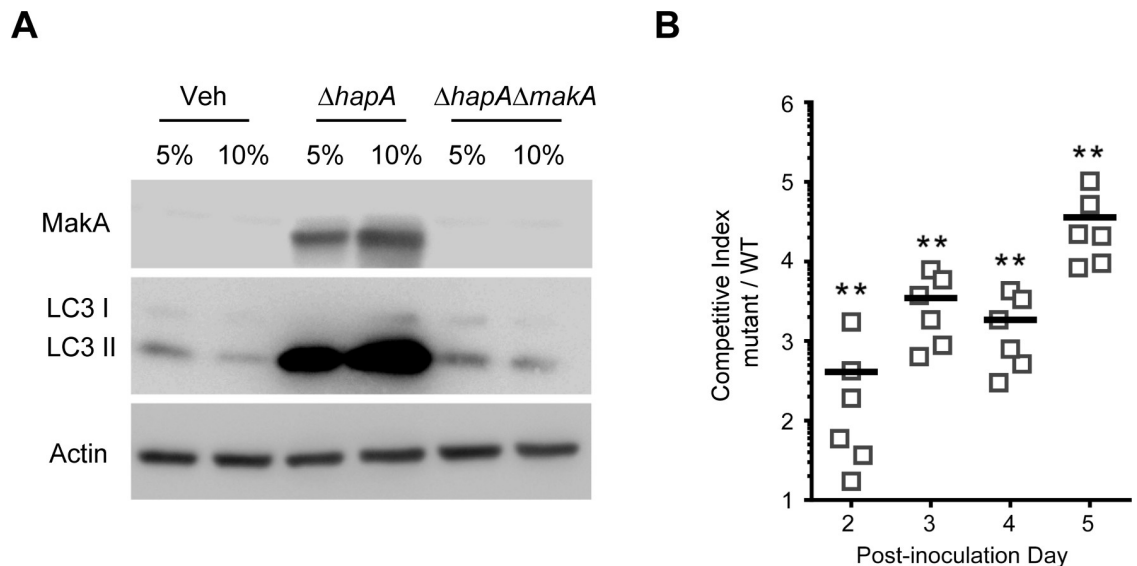 A
Veh ΔhapA ΔhapAΔmakA
5% 10% 5% 10% 5% 10%
MakA
LC3 I
LC3 II
Actin
B
Competitive Index
mutant / WT
6
5
4
3
2
1
**
**
**
**
2 3 4 5
Post-inoculation Day